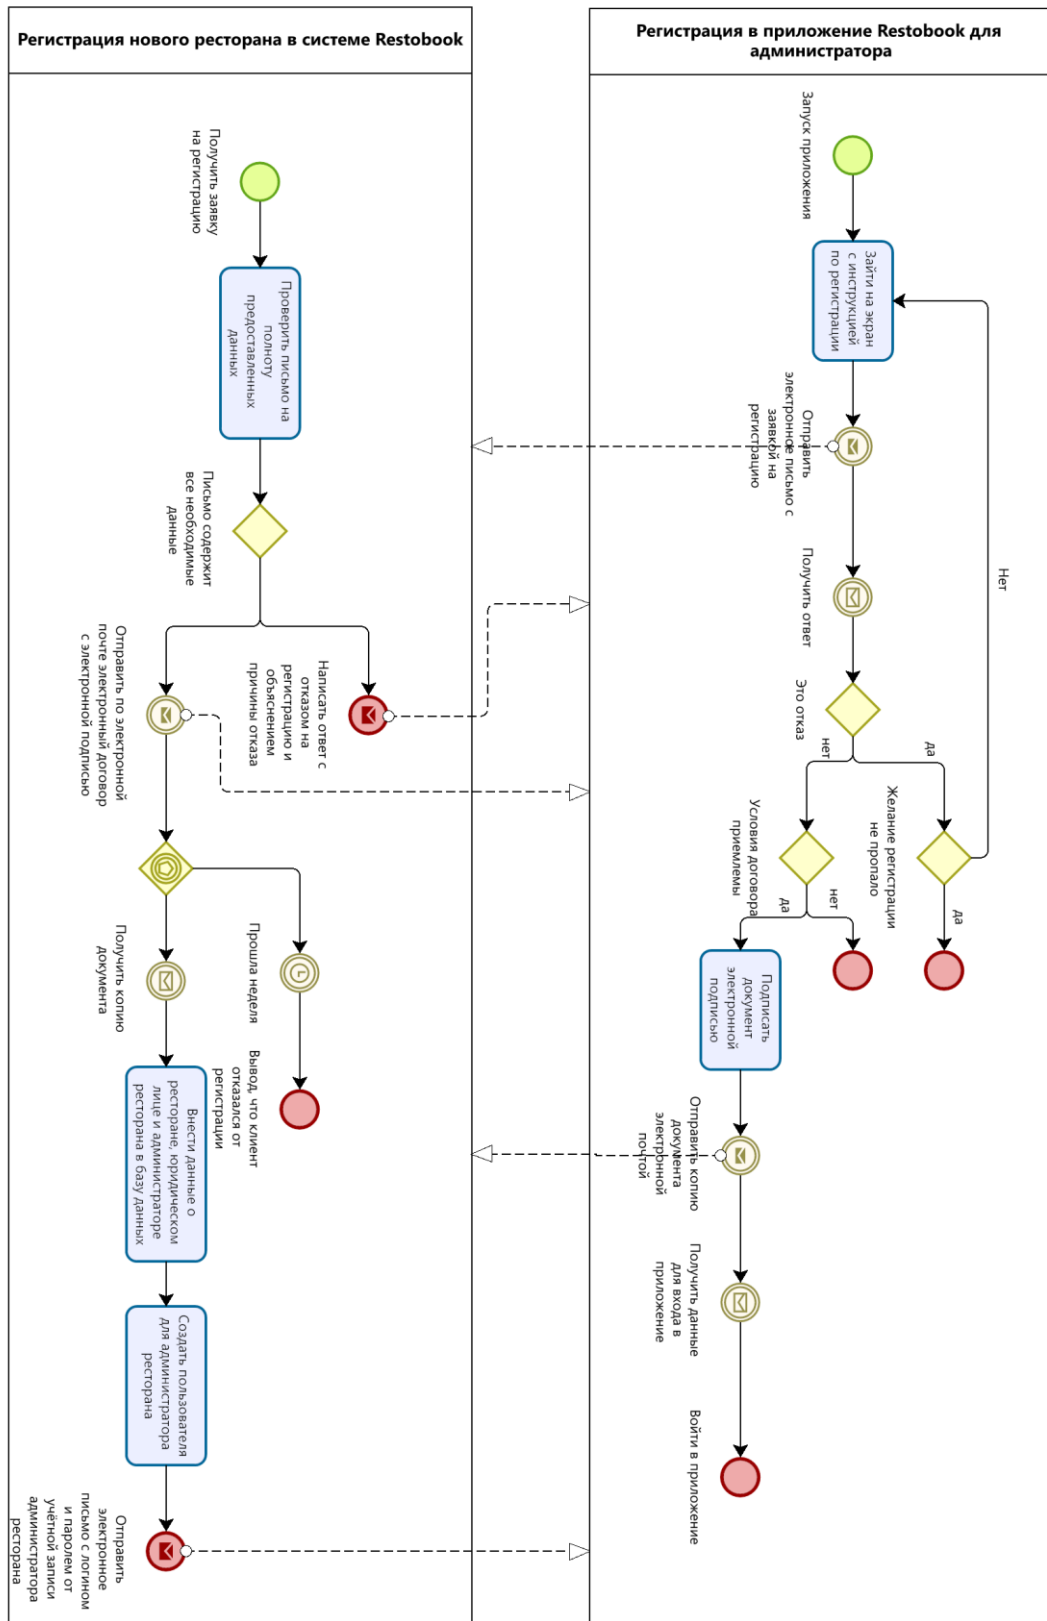 Регистрация нового ресторана в системе Restobook
Получить заявку
на регистрацию
Проверить письмо на
полноту
предоставленных
данных
Письмо содержит
все необходимые
данные
Написать ответ с
отказом на
регистрацию и
объяснением
причины отказа
Отправить по электронной
почте электронный договор
с электронной подписью
Прошла неделя
Вывод, что клиент
отказался от
регистрации
Получить копию
документа
Внести данные о
ресторане, юридическом
лице и администраторе
ресторана в базу данных
Создать пользователя
для администратора
ресторана
Отправить
электронное
письмо с логином
и паролем от
учётной записи
администратора
ресторана
Регистрация в приложение Restobook для
администратора
Запуск приложения
Зайти на экран
с инструкцией
по регистрации
Отправить
электронное письмо с
заявкой на
регистрацию
Получить ответ
Нет
Это отказ
да
нет
Желание регистрации
не пропало
да
Условия договора
приемлемы
нет
да
Подписать
документ
электронной
подписью
Отправить копию
документа
электронной
почтой
Получить данные
для входа в
приложение
Войти в приложение